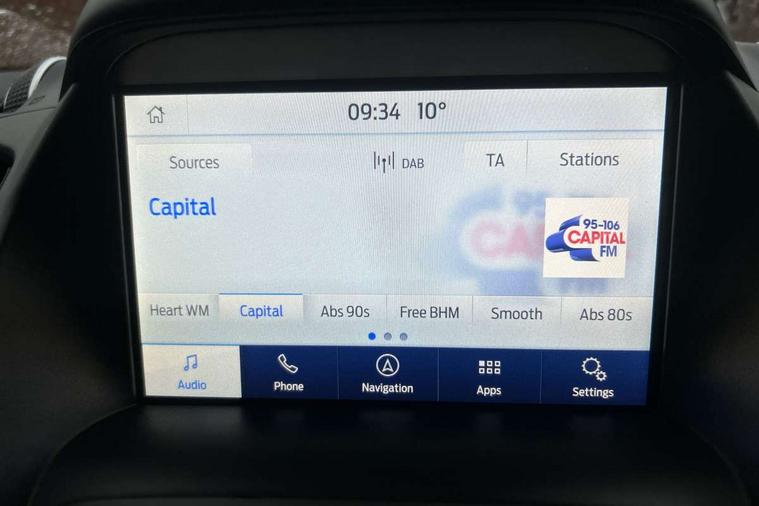 09:34 10°
Sources DAB TA Stations
Capital
95-106
CAPITAL
FM
Heart WM Capital Abs 90s Free BHM Smooth Abs 80s
Audio Phone Navigation Apps Settings